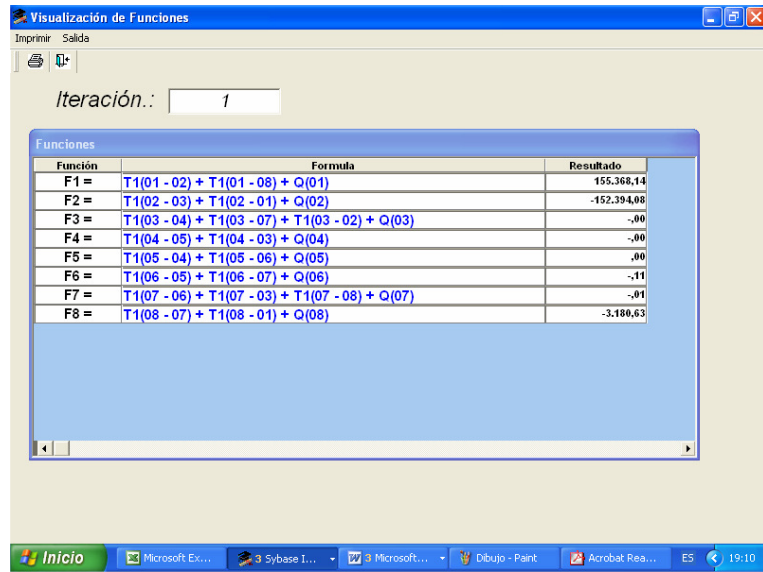 Visualización de Funciones
Imprimir Salida
Iteración.: 1
Funciones
Función Formula Resultado
F1 = T1(01 - 02) + T1(01 - 08) + Q(01) 155.368,14
F2 = T1(02 - 03) + T1(02 - 01) + Q(02) -152.394,08
F3 = T1(03 - 04) + T1(03 - 07) + T1(03 - 02) + Q(03) -,00
F4 = T1(04 - 05) + T1(04 - 03) + Q(04) -,00
F5 = T1(05 - 04) + T1(05 - 06) + Q(05) ,00
F6 = T1(06 - 05) + T1(06 - 07) + Q(06) -,11
F7 = T1(07 - 06) + T1(07 - 03) + T1(07 - 08) + Q(07) -,01
F8 = T1(08 - 07) + T1(08 - 01) + Q(08) -3.180,63
Inicio Microsoft Ex... 3 Sybase I... 3 Microsoft... Dibujo - Paint Acrobat Rea... ES 19:10